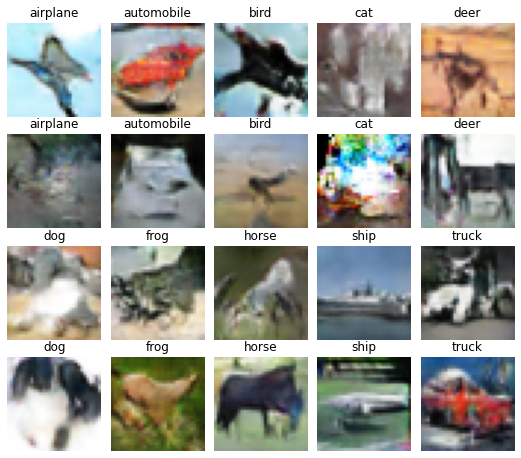 airplane automobile bird cat deer
airplane automobile bird cat deer
dog frog horse ship truck
dog frog horse ship truck